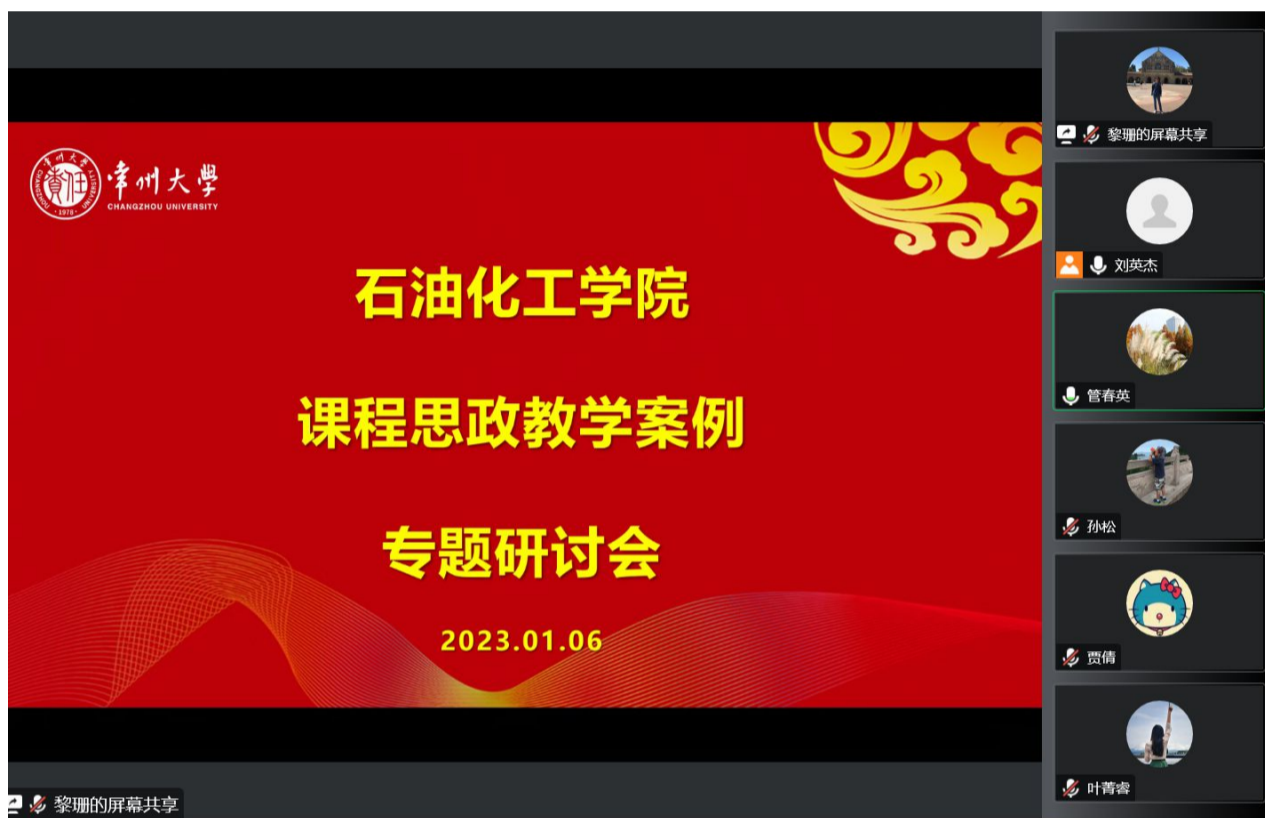 常州大學
CHANGZHOU UNIVERSITY
石油化工学院
课程思政教学案例
专题研讨会
2023.01.06
黎珊的屏幕共享
黎珊的屏幕共享
刘英杰
管春英
孙松
贾倩
叶菁睿